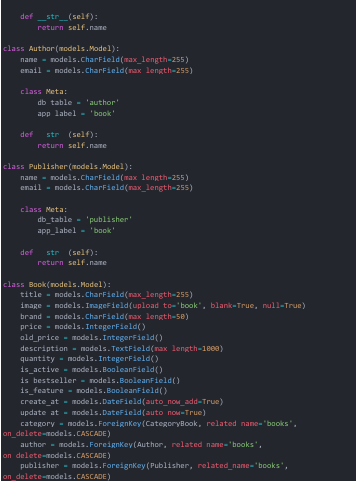 def __str__(self):
return self.name
class Author(models.Model):
name = models.CharField(max_length=255)
email = models.CharField(max length=255)
class Meta:
db table = 'author'
app label = 'book'
def   str  (self):
return self.name
class Publisher(models.Model):
name = models.CharField(max length=255)
email = models.CharField(max_length=255)
class Meta:
db_table = 'publisher'
app_label = 'book'
def   str  (self):
return self.name
class Book(models.Model):
title = models.CharField(max_length=255)
image = models.ImageField(upload to='book', blank=True, null=True)
brand = models.CharField(max length=50)
price = models.IntegerField()
old_price = models.IntegerField()
description = models.TextField(max length=1000)
quantity = models.IntegerField()
is_active = models.BooleanField()
is bestseller = models.BooleanField()
is_feature = models.BooleanField()
create_at = models.DateField(auto_now_add=True)
update at = models.DateField(auto now=True)
category = models.ForeignKey(CategoryBook, related name='books',
on_delete=models.CASCADE)
author = models.ForeignKey(Author, related name='books',
on delete=models.CASCADE)
publisher = models.ForeignKey(Publisher, related_name='books',
on_delete=models.CASCADE)